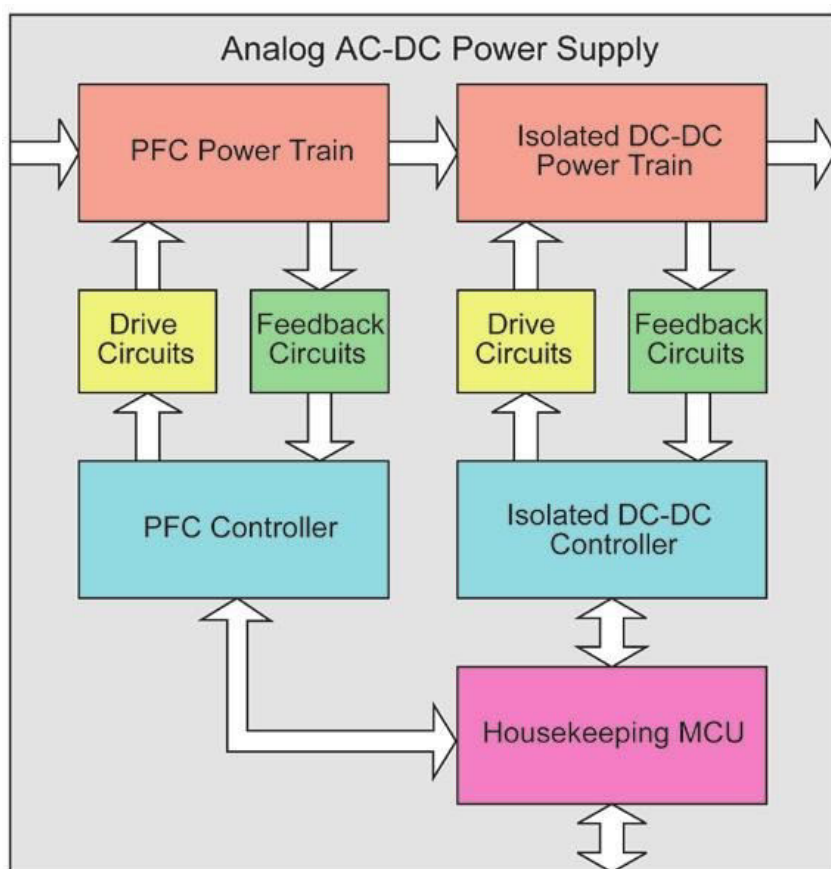 Analog AC-DC Power Supply
PFC Power Train
Isolated DC-DC
Power Train
Drive
Circuits
Feedback
Circuits
Drive
Circuits
Feedback
Circuits
PFC Controller
Isolated DC-DC
Controller
Housekeeping MCU